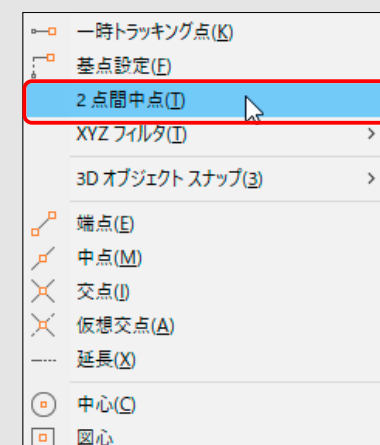 一時トラッキング点(K)
基点設定(F)
2 点間中点(T)
XYZ フィルタ(T)
3D オブジェクト スナップ(3)
端点(E)
中点(M)
交点(I)
仮想交点(A)
延長(X)
中心(C)
図心